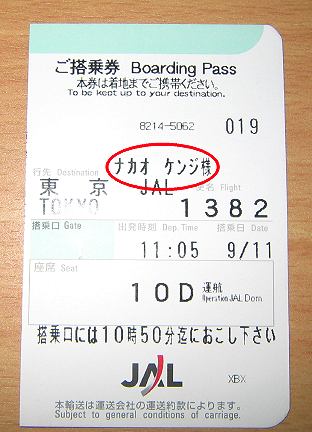 ご搭乗券 Boarding Pass
本券は着地までご携帯ください。
To be kept up to your destination.
8214-5062 019
ナカオ ケンジ様
行先 Destination 便名 Flight
東京 JAL
TOKYO 1382
搭乗口 Gate 出発時刻 Dep Time 搭乗日 Date
11:05 9/11
座席 Seat
10D 運航
Operation JAL Dom.
搭乗口には10時50分迄におこし下さい
JAL XBX
本輸送は運送会社の運送約款によります。
Subject to general conditions of carriage.